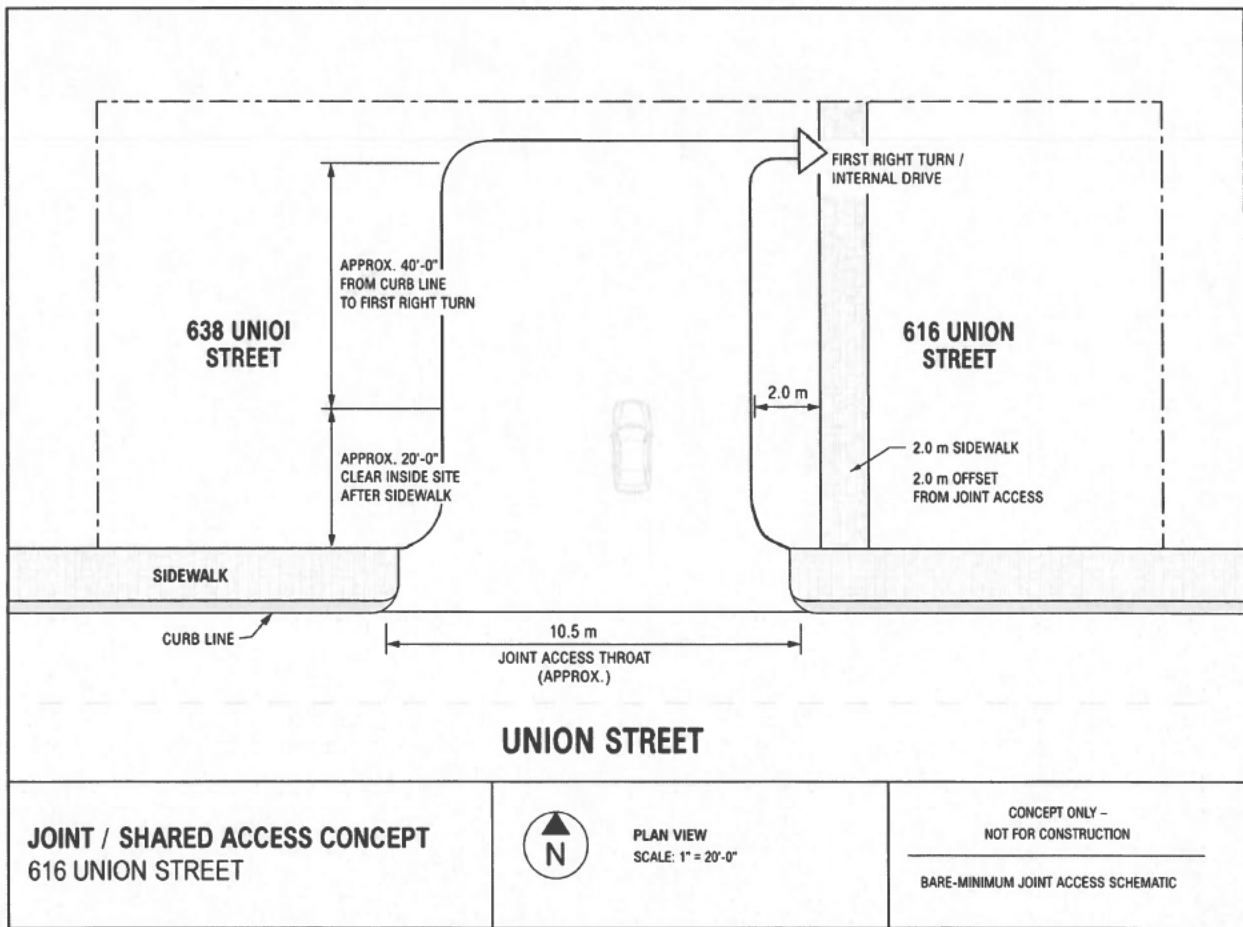 FIRST RIGHT TURN /
INTERNAL DRIVE
APPROX. 40'-0"
FROM CURB LINE
TO FIRST RIGHT TURN
638 UNIOI
STREET
616 UNION
STREET
2.0 m
APPROX. 20'-0"
CLEAR INSIDE SITE
AFTER SIDEWALK
2.0 m SIDEWALK
2.0 m OFFSET
FROM JOINT ACCESS
SIDEWALK
CURB LINE
10.5 m
JOINT ACCESS THROAT
(APPROX.)
UNION STREET
JOINT / SHARED ACCESS CONCEPT
616 UNION STREET
N
PLAN VIEW
SCALE: 1" = 20'-0"
CONCEPT ONLY –
NOT FOR CONSTRUCTION
BARE-MINIMUM JOINT ACCESS SCHEMATIC